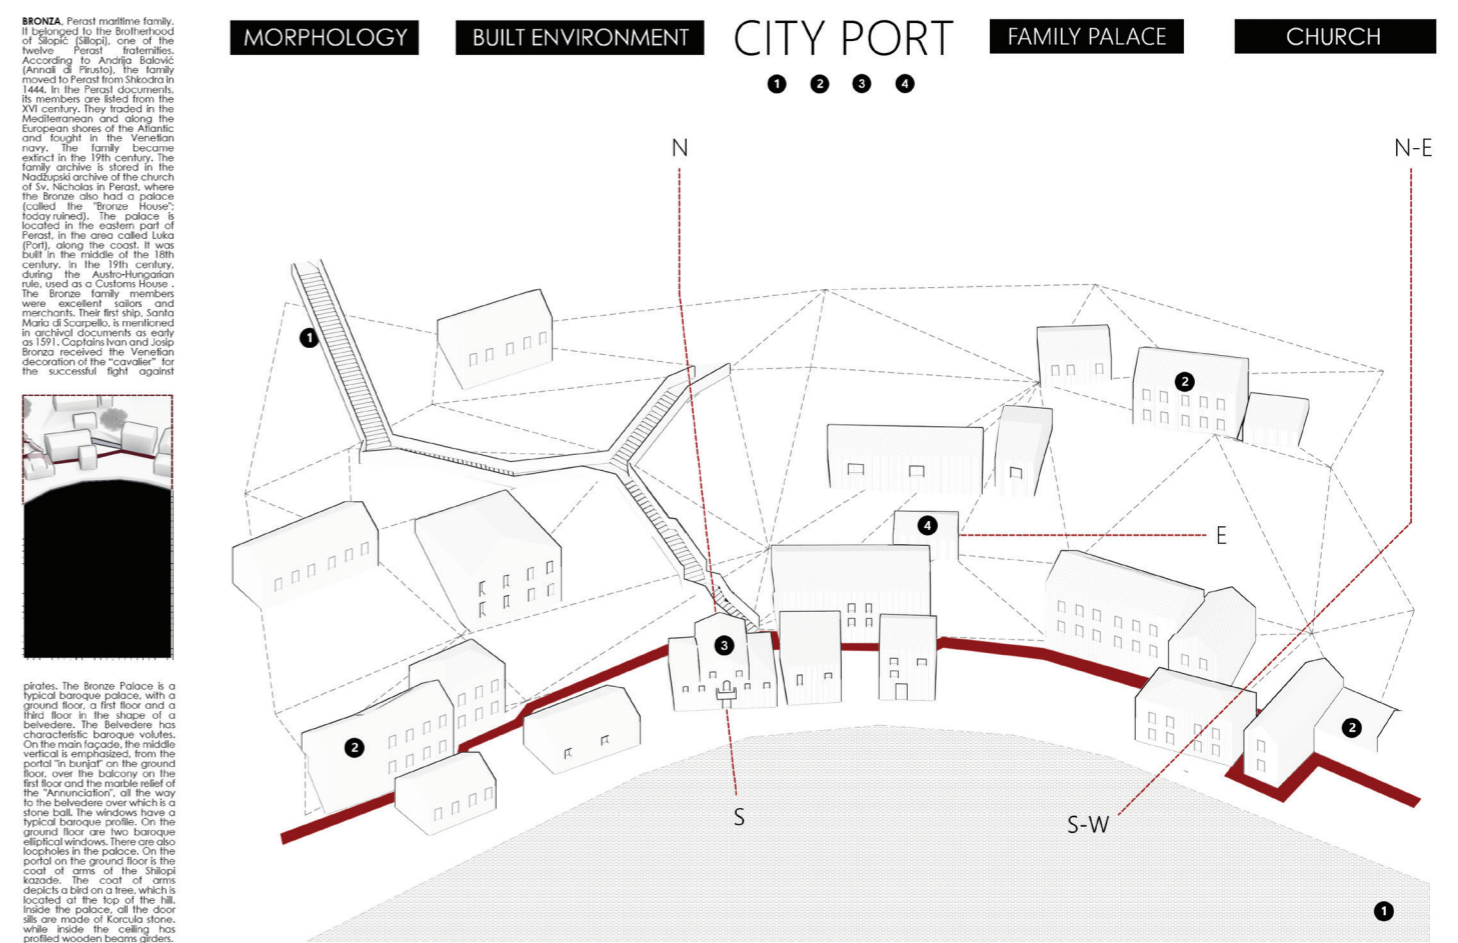 BRONZA, Perast maritime family.
It belonged to the Brotherhood
of Silopić (Sillopi), one of the
twelve Perast fraternities.
According to Andrija Balović
(Annali di Pirusto), the family
moved to Perast from Shkodra in
1444. In the Perast documents,
its members are listed from the
XVI century. They traded in the
Mediterranean and along the
European shores of the Atlantic
and fought in the Venetian
navy. The family became
extinct in the 19th century. The
family archive is stored in the
Nadžupski archive of the church
of Sv. Nicholas in Perast, where
the Bronze also had a palace
(called the "Bronze House";
today ruined). The palace is
located in the eastern part of
Perast, in the area called Luka
(Port), along the coast. It was
built in the middle of the 18th
century. In the 19th century,
during the Austro-Hungarian
rule, used as a Customs House .
The Bronze family members
were excellent sailors and
merchants. Their first ship, Santa
Maria di Scarpello, is mentioned
in archival documents as early
as 1591. Captains Ivan and Josip
Bronza received the Venetian
decoration of the "cavalier" for
the successful fight against
pirates. The Bronze Palace is a
typical baroque palace, with a
ground floor, a first floor and a
third floor in the shape of a
belvedere. The Belvedere has
characteristic baroque volutes.
On the main façade, the middle
vertical is emphasized, from the
portal "in bunjat" on the ground
floor, over the balcony on the
first floor and the marble relief of
the "Annunciation", all the way
to the belvedere over which is a
stone ball. The windows have a
typical baroque profile. On the
ground floor are two baroque
elliptical windows. There are also
loopholes in the palace. On the
portal on the ground floor is the
coat of arms of the Shilopi
kazade. The coat of arms
depicts a bird on a tree, which is
located at the top of the hill.
Inside the palace, all the door
sills are made of Korcula stone,
while inside the ceiling has
profiled wooden beams girders.
MORPHOLOGY
BUILT ENVIRONMENT
CITY PORT
FAMILY PALACE
CHURCH
1 2 3 4
N
N-E
1
2
4
E
3
2
2
S
S-W
1